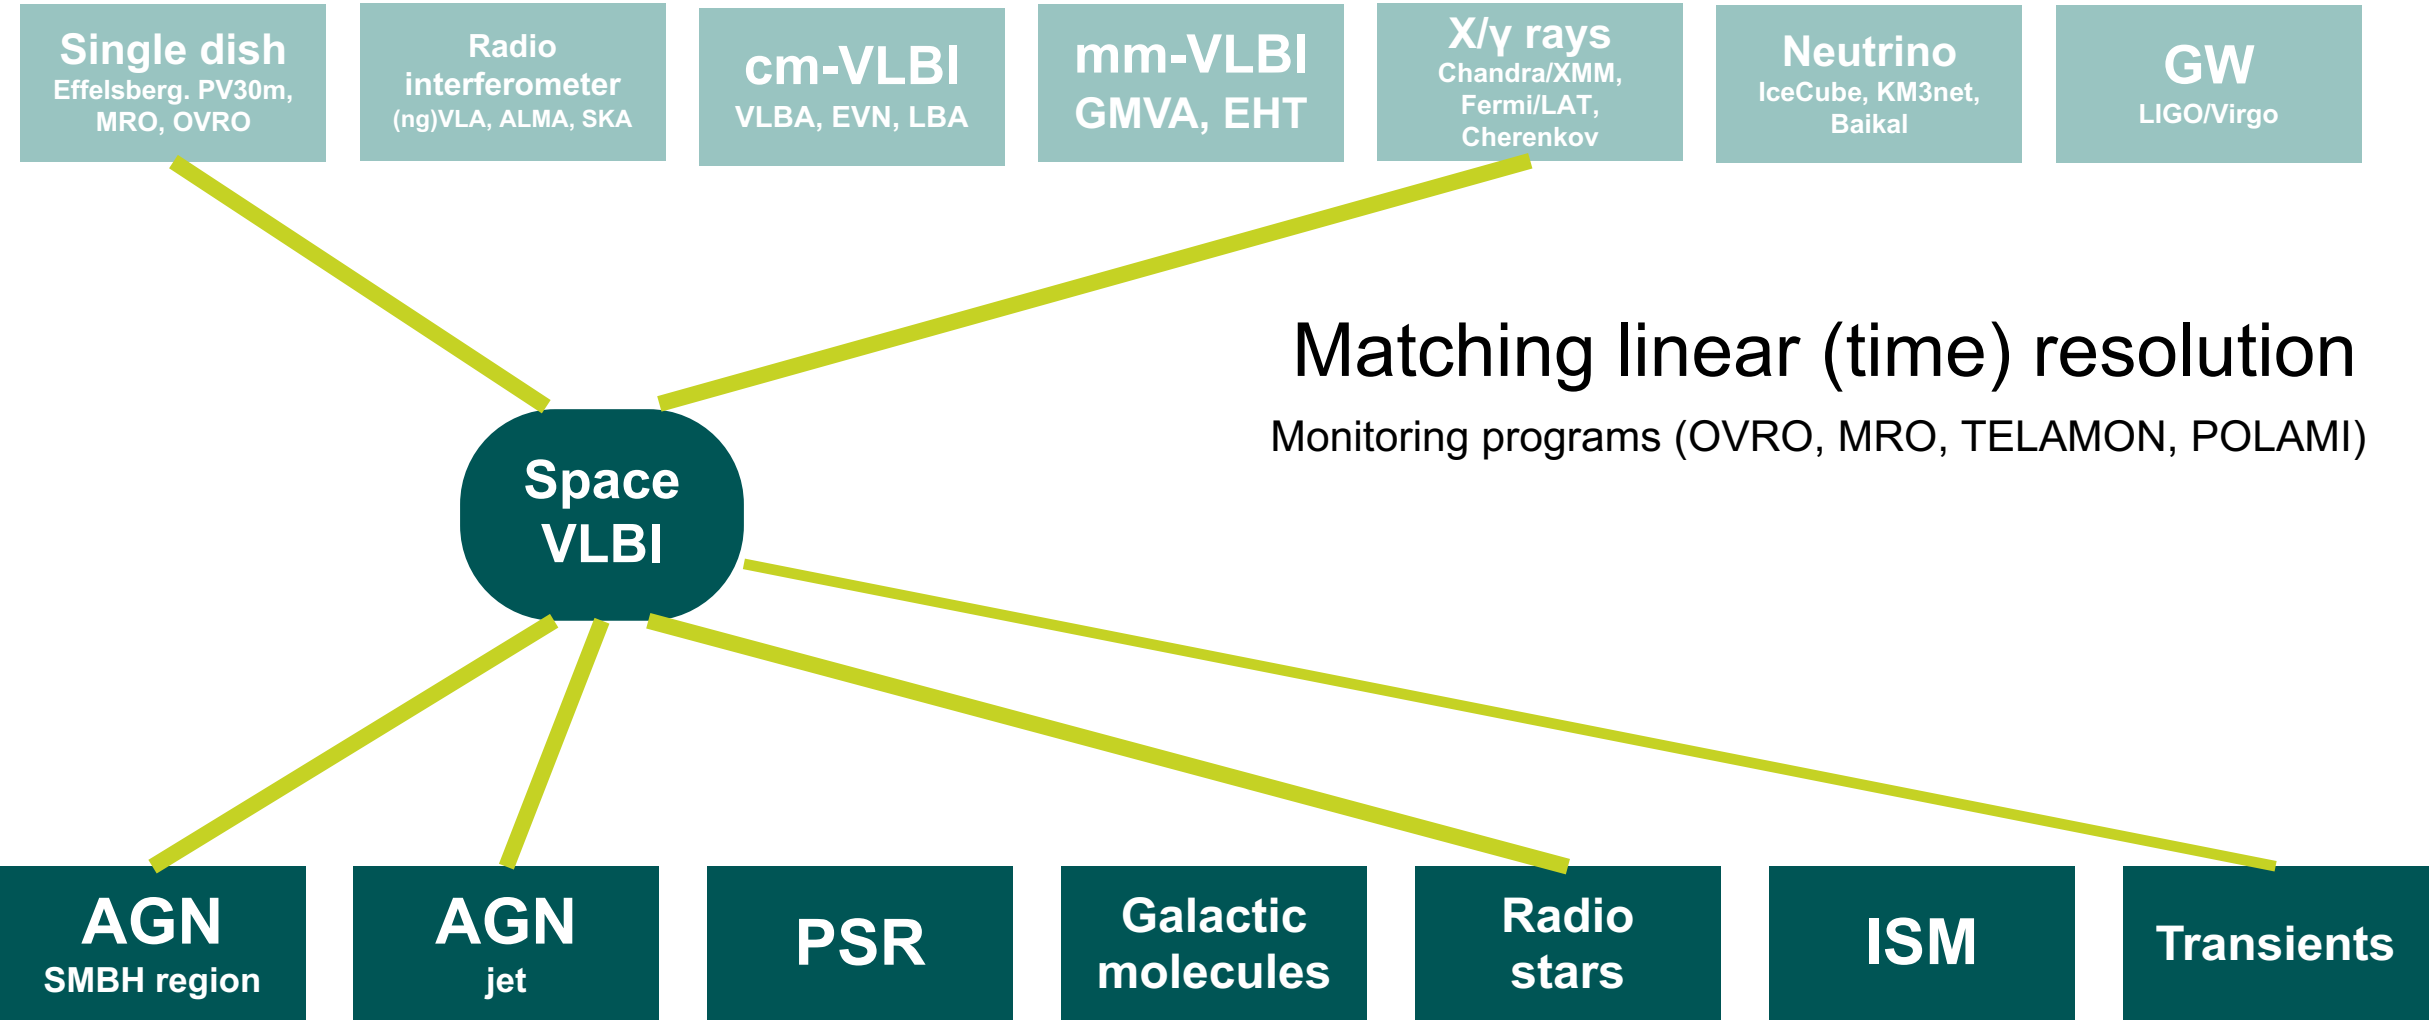 Single dish
Effelsberg. PV30m,
MRO, OVRO
Radio
interferometer
(ng)VLA, ALMA, SKA
cm-VLBI
VLBA, EVN, LBA
mm-VLBI
GMVA, EHT
X/γ rays
Chandra/XMM,
Fermi/LAT,
Cherenkov
Neutrino
IceCube, KM3net,
Baikal
GW
LIGO/Virgo
Matching linear (time) resolution
Monitoring programs (OVRO, MRO, TELAMON, POLAMI)
Space
VLBI
AGN
SMBH region
AGN
jet
PSR
Galactic
molecules
Radio
stars
ISM
Transients